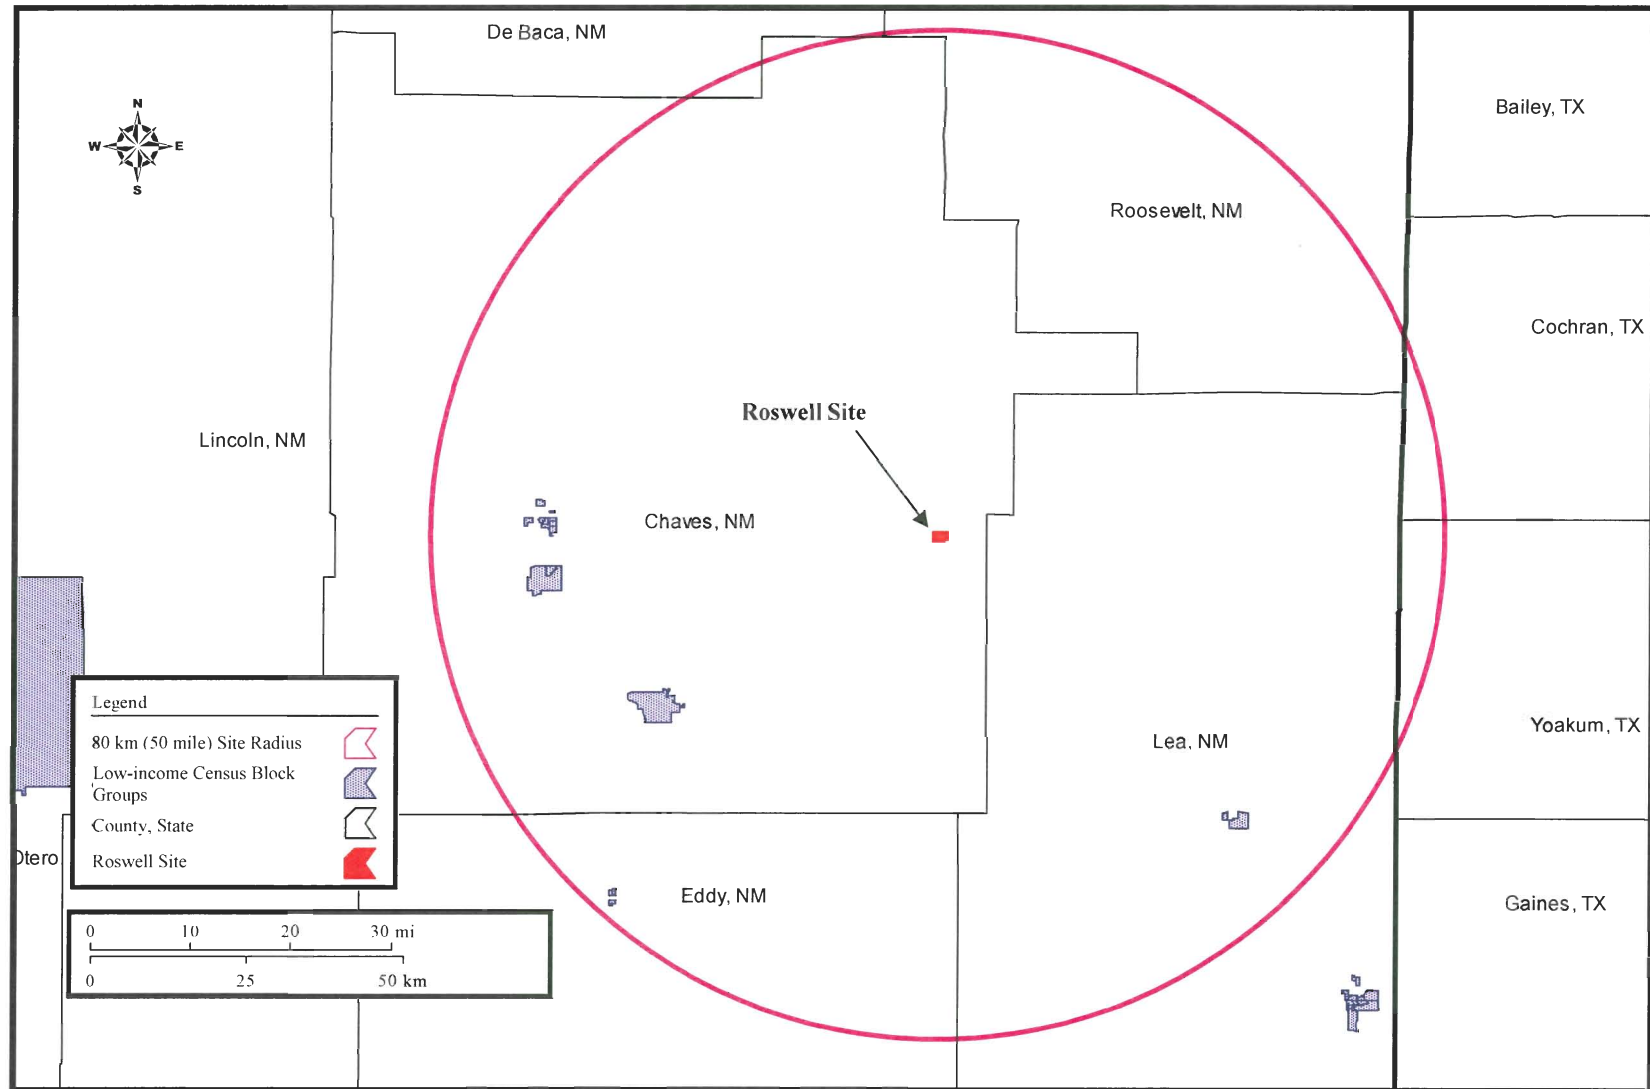 De Baca, NM
Bailey, TX
N
W E
S
Roosevelt, NM
Cochran, TX
Roswell Site
Lincoln, NM
Chaves, NM
Legend
80 km (50 mile) Site Radius
Low-income Census Block
Groups
County, State
Roswell Site
Lea, NM
Yoakum, TX
Otero
Eddy, NM
Gaines, TX
0 10 20 30 mi
0 25 50 km